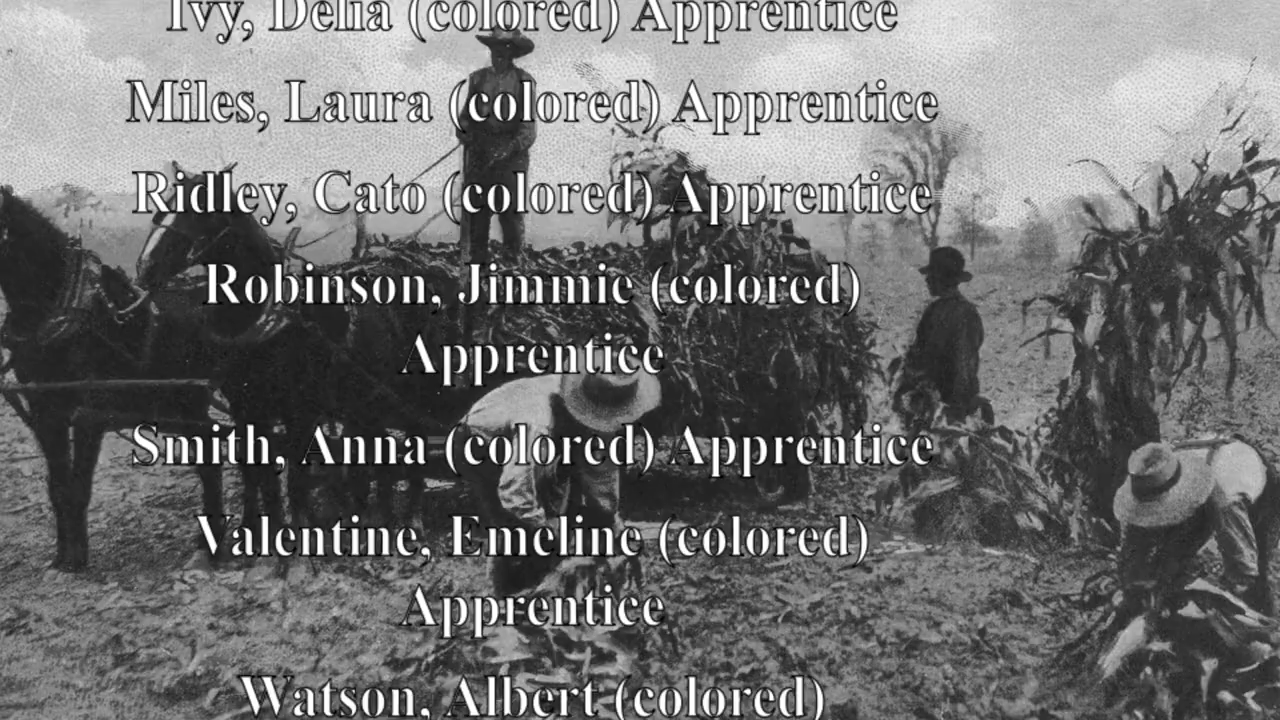 Ivy, Delia (colored) Apprentice
Miles, Laura (colored) Apprentice
Ridley, Cato (colored) Apprentice
Robinson, Jimmie (colored)
Apprentice
Smith, Anna (colored) Apprentice
Valentine, Emeline (colored)
Apprentice
Watson, Albert (colored)